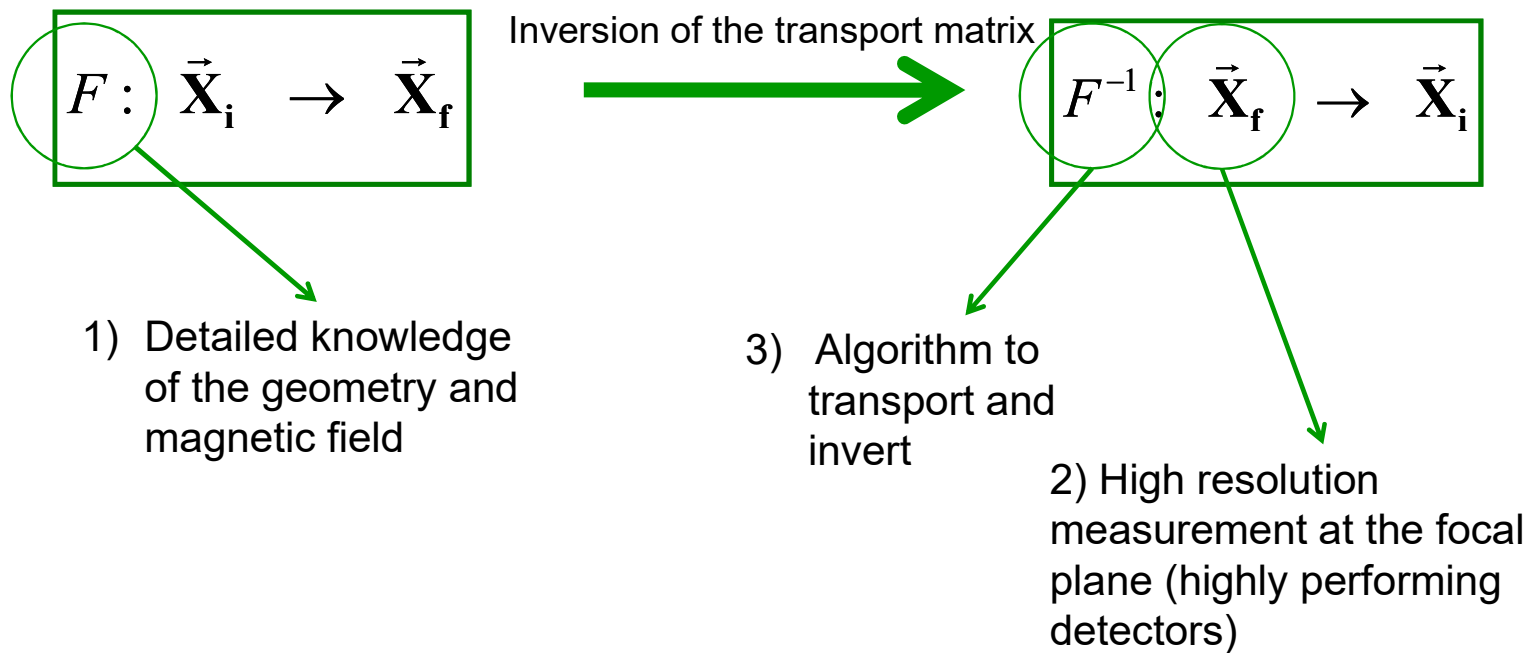 Inversion of the transport matrix
F : X⃗i → X⃗f
F⁻¹ : X⃗f → X⃗i
1) Detailed knowledge
of the geometry and
magnetic field
3) Algorithm to
transport and
invert
2) High resolution
measurement at the focal
plane (highly performing
detectors)